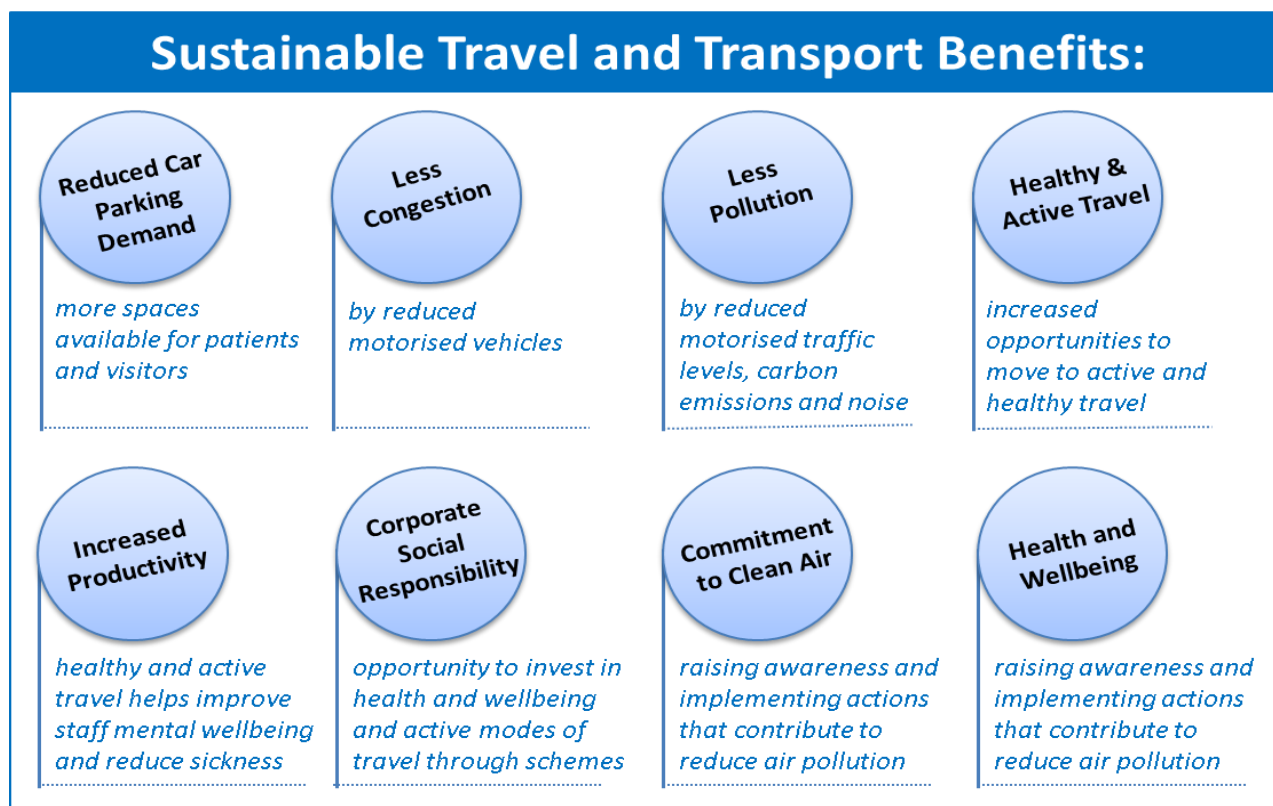 Sustainable Travel and Transport Benefits:
Reduced Car
Parking
Demand
more spaces
available for patients
and visitors
Less
Congestion
by reduced
motorised vehicles
Less
Pollution
by reduced
motorised traffic
levels, carbon
emissions and noise
Healthy &
Active Travel
increased
opportunities to
move to active and
healthy travel
Increased
Productivity
healthy and active
travel helps improve
staff mental wellbeing
and reduce sickness
Corporate
Social
Responsibility
opportunity to invest in
health and wellbeing
and active modes of
travel through schemes
Commitment
to Clean Air
raising awareness and
implementing actions
that contribute to
reduce air pollution
Health and
Wellbeing
raising awareness and
implementing actions
that contribute to
reduce air pollution